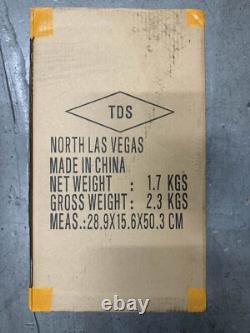 TDS
NORTH LAS VEGAS
MADE IN CHINA
NET WEIGHT : 1.7 KGS
GROSS WEIGHT : 2.3 KGS
MEAS.:28.9X15.6X50.3 CM